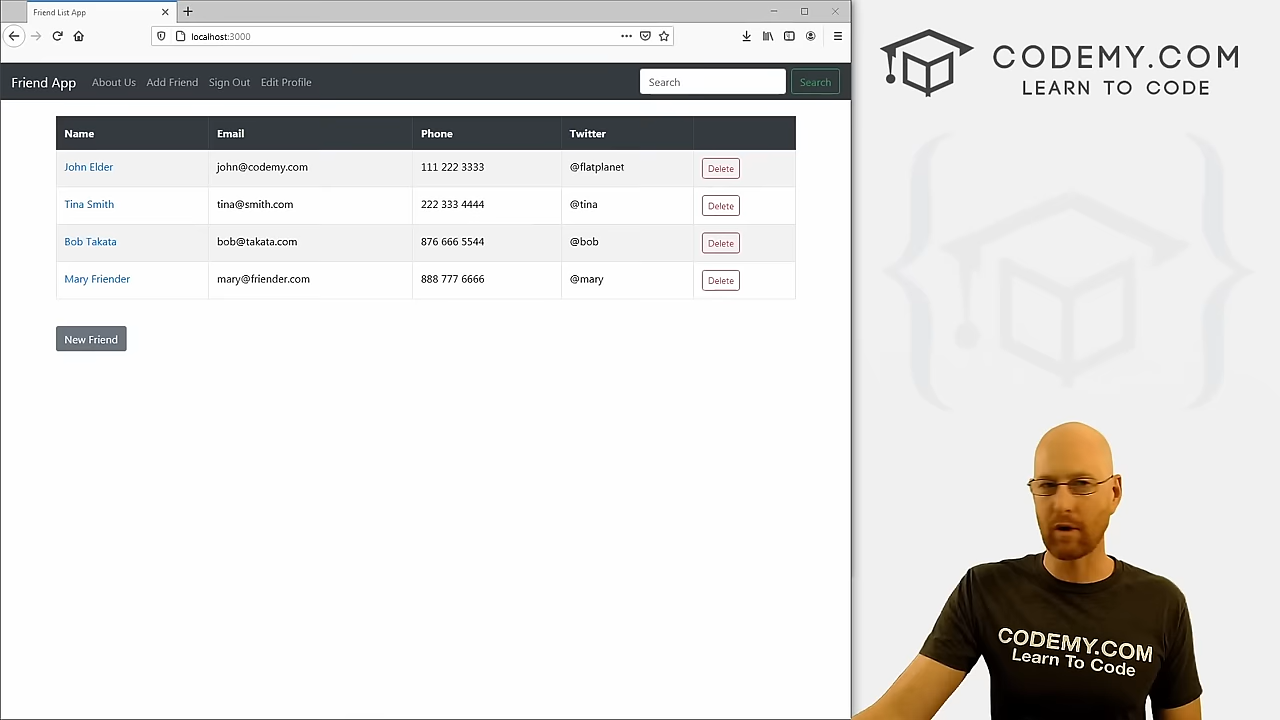 Friend List App
localhost:3000
Friend App About Us Add Friend Sign Out Edit Profile Search Search
Name Email Phone Twitter
John Elder john@codemy.com 111 222 3333 @flatplanet Delete
Tina Smith tina@smith.com 222 333 4444 @tina Delete
Bob Takata bob@takata.com 876 666 5544 @bob Delete
Mary Friender mary@friender.com 888 777 6666 @mary Delete
New Friend
CODEMY.COM
LEARN TO CODE
CODEMY.COM
Learn To Code